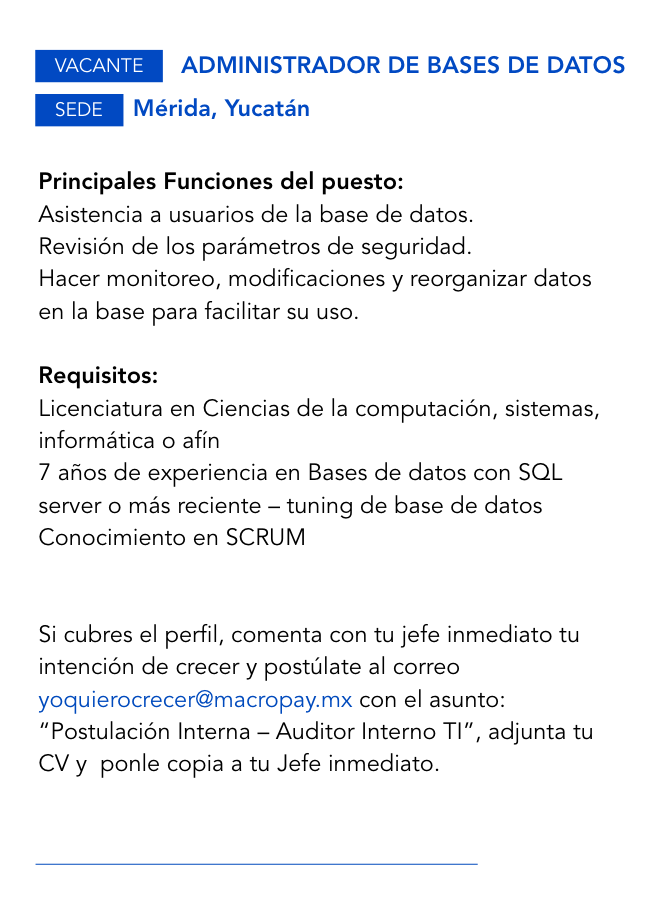 VACANTE ADMINISTRADOR DE BASES DE DATOS
SEDE Mérida, Yucatán
Principales Funciones del puesto:
Asistencia a usuarios de la base de datos.
Revisión de los parámetros de seguridad.
Hacer monitoreo, modificaciones y reorganizar datos
en la base para facilitar su uso.
Requisitos:
Licenciatura en Ciencias de la computación, sistemas,
informática o afín
7 años de experiencia en Bases de datos con SQL
server o más reciente – tuning de base de datos
Conocimiento en SCRUM
Si cubres el perfil, comenta con tu jefe inmediato tu
intención de crecer y postúlate al correo
yoquierocrecer@macropay.mx con el asunto:
“Postulación Interna – Auditor Interno TI”, adjunta tu
CV y  ponle copia a tu Jefe inmediato.